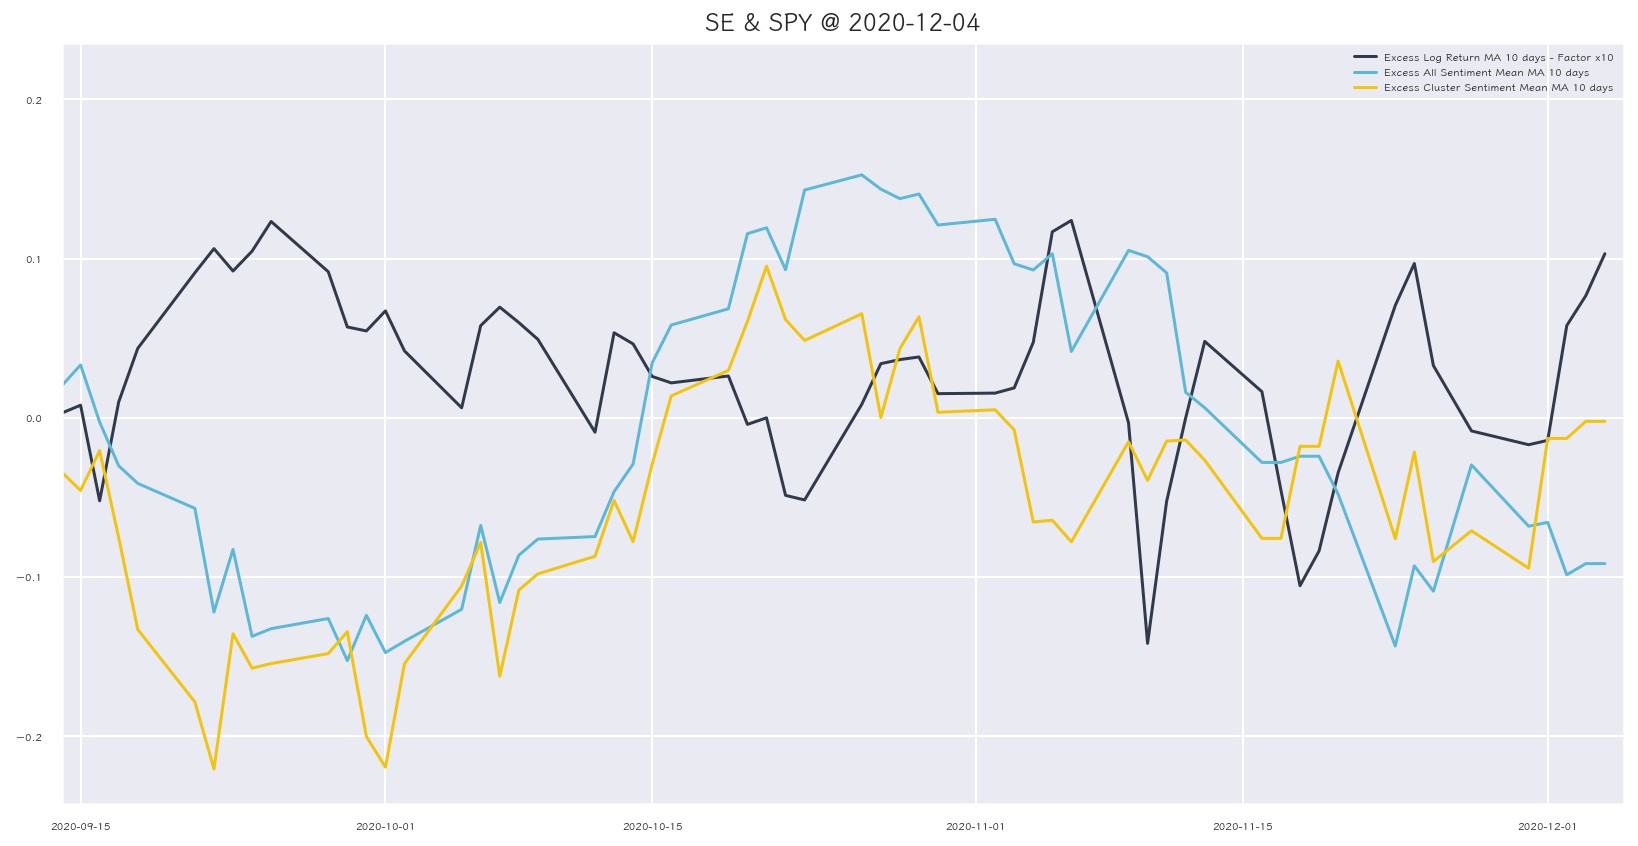 SE & SPY @ 2020-12-04
Excess Log Return MA 10 days - Factor x10
Excess All Sentiment Mean MA 10 days
Excess Cluster Sentiment Mean MA 10 days
0.2
0.1
0.0
−0.1
−0.2
2020-09-15 2020-10-01 2020-10-15 2020-11-01 2020-11-15 2020-12-01